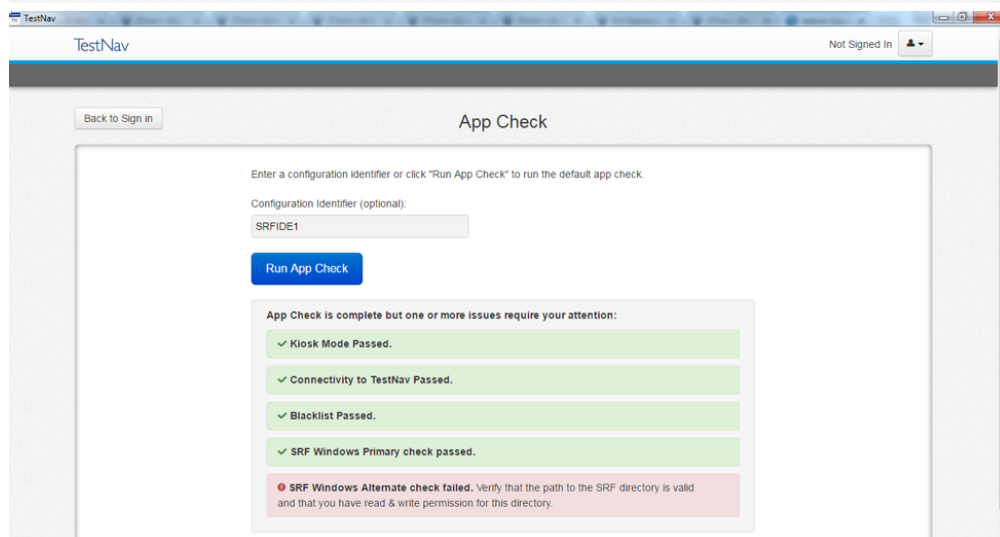 TestNav
TestNav
Not Signed In
Back to Sign in
App Check
Enter a configuration identifier or click "Run App Check" to run the default app check.
Configuration Identifier (optional):
SRFIDE1
Run App Check
App Check is complete but one or more issues require your attention:
Kiosk Mode Passed.
Connectivity to TestNav Passed.
Blacklist Passed.
SRF Windows Primary check passed.
SRF Windows Alternate check failed. Verify that the path to the SRF directory is valid
and that you have read & write permission for this directory.